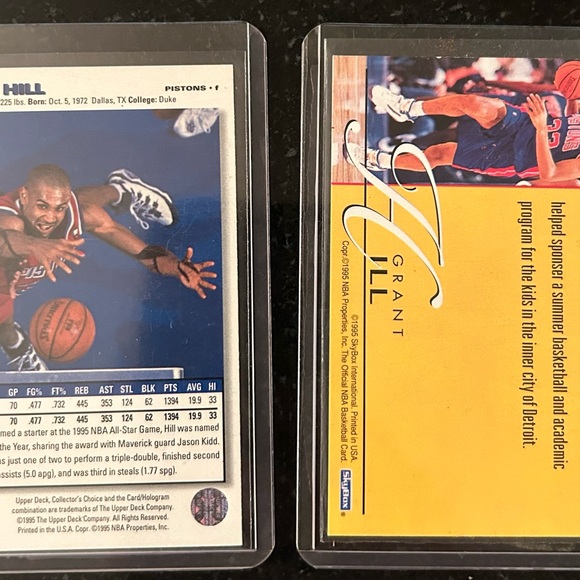 HILL
PISTONS • f
225 lbs. Born: Oct. 5, 1972 Dallas, TX College: Duke
GP FG% FT% REB AST STL BLK PTS AVG HI
70 .477 .732 445 353 124 62 1394 19.9 33
70 .477 .732 445 353 124 62 1394 19.9 33
med a starter at the 1995 NBA All-Star Game, Hill was named
the Year, sharing the award with Maverick guard Jason Kidd.
as just one of two to perform a triple-double, finished second
assists (5.0 apg), and was third in steals (1.77 spg).
Upper Deck, Collector's Choice and the Card/Hologram
combination are trademarks of The Upper Deck Company.
©1995 The Upper Deck Company. All Rights Reserved.
Printed in the U.S.A. Copr. ©1995 NBA Properties, Inc.
helped sponser a summer basketball and academic
program for the kids in the inner city of Detroit.
GRANT
HILL
©1995 SkyBox International. Printed in USA.
Copr.©1995 NBA Properties, Inc. The Official NBA Basketball Card.
SkyBox®